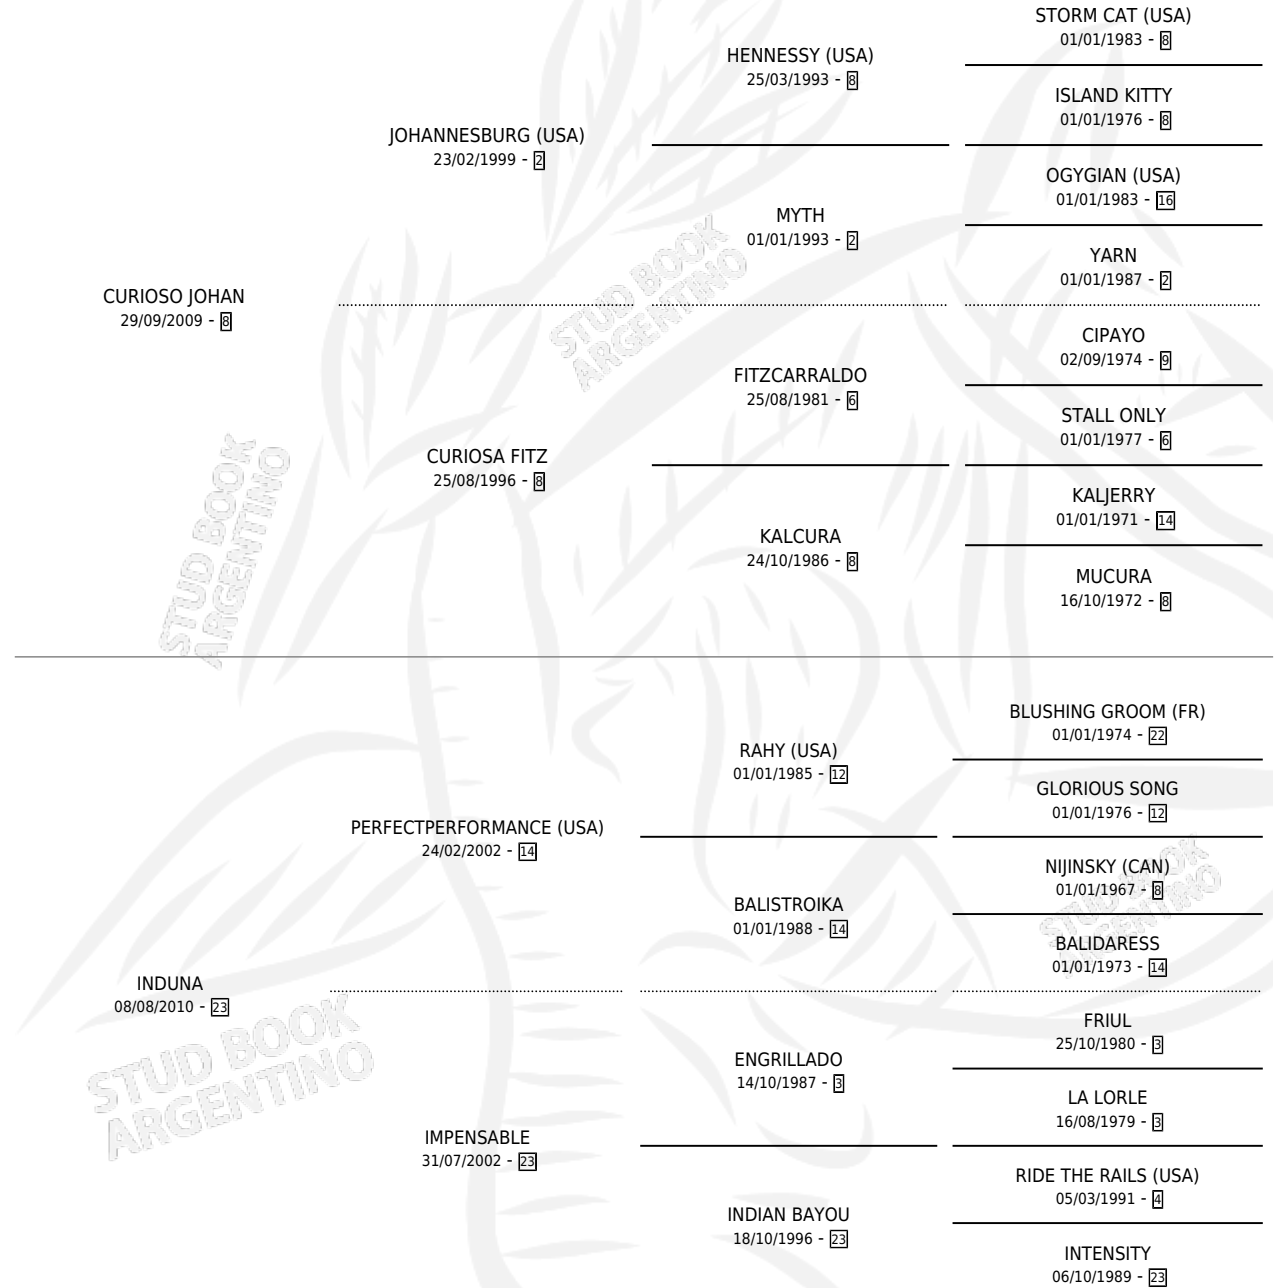 STORM CAT (USA)
01/01/1983 - 8
HENNESSY (USA)
25/03/1993 - 8
ISLAND KITTY
01/01/1976 - 8
JOHANNESBURG (USA)
23/02/1999 - 2
OGYGIAN (USA)
01/01/1983 - 16
MYTH
01/01/1993 - 2
YARN
01/01/1987 - 2
CURIOSO JOHAN
29/09/2009 - 8
CIPAYO
02/09/1974 - 9
FITZCARRALDO
25/08/1981 - 6
STALL ONLY
01/01/1977 - 6
CURIOSA FITZ
25/08/1996 - 8
KALJERRY
01/01/1971 - 14
KALCURA
24/10/1986 - 8
MUCURA
16/10/1972 - 8
BLUSHING GROOM (FR)
01/01/1974 - 22
RAHY (USA)
01/01/1985 - 12
GLORIOUS SONG
01/01/1976 - 12
PERFECTPERFORMANCE (USA)
24/02/2002 - 14
NIJINSKY (CAN)
01/01/1967 - 8
BALISTROIKA
01/01/1988 - 14
BALIDARESS
01/01/1973 - 14
INDUNA
08/08/2010 - 23
FRIUL
25/10/1980 - 3
ENGRILLADO
14/10/1987 - 3
LA LORLE
16/08/1979 - 3
IMPENSABLE
31/07/2002 - 23
RIDE THE RAILS (USA)
05/03/1991 - 4
INDIAN BAYOU
18/10/1996 - 23
INTENSITY
06/10/1989 - 23
STUD BOOK
ARGENTINO
STUD BOOK
ARGENTINO
STUD BOOK
ARGENTINO
STUD BOOK
ARGENTINO